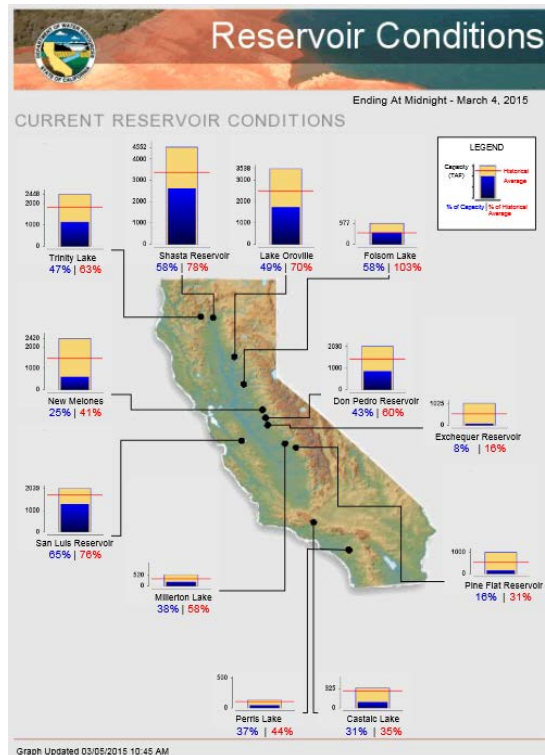 Reservoir Conditions
Ending At Midnight - March 4, 2015
CURRENT RESERVOIR CONDITIONS
LEGEND
Capacity
(TAF)
Historical
Average
% of Capacity | % of Historical
Average
2448
2000
1000
0
Trinity Lake
47% | 63%
4552
4000
3000
2000
1000
0
Shasta Reservoir
58% | 78%
3538
3000
2000
1000
0
Lake Oroville
49% | 70%
977
0
Folsom Lake
58% | 103%
2420
2000
1000
0
New Melones
25% | 41%
2030
1000
0
Don Pedro Reservoir
43% | 60%
1025
0
Exchequer Reservoir
8% | 16%
2039
1000
0
San Luis Reservoir
65% | 76%
520
0
Millerton Lake
38% | 58%
1000
0
Pine Flat Reservoir
16% | 31%
500
0
Perris Lake
37% | 44%
325
0
Castaic Lake
31% | 35%
Graph Updated 03/05/2015 10:45 AM